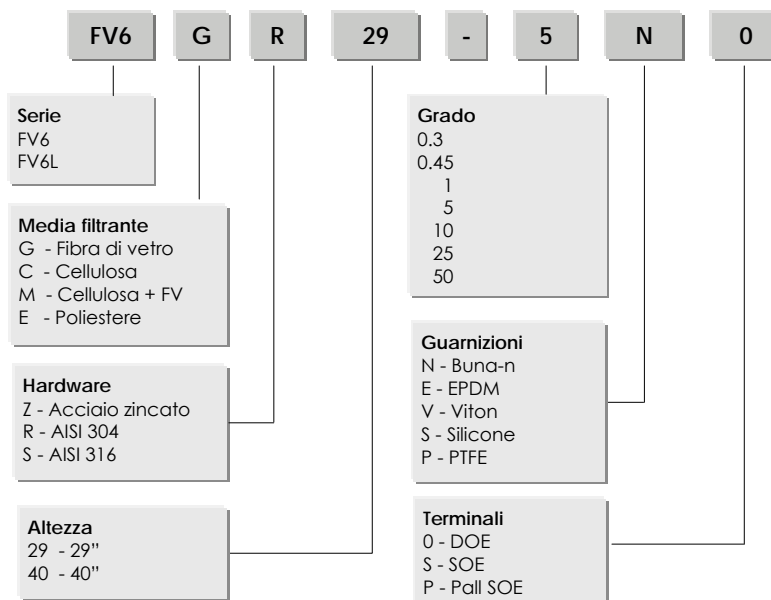 FV6 G R 29 - 5 N 0
Serie
FV6
FV6L
Media filtrante
G - Fibra di vetro
C - Cellulosa
M - Cellulosa + FV
E - Poliestere
Hardware
Z - Acciaio zincato
R - AISI 304
S - AISI 316
Altezza
29 - 29”
40 - 40”
Grado
0.3
0.45
1
5
10
25
50
Guarnizioni
N - Buna-n
E - EPDM
V - Viton
S - Silicone
P - PTFE
Terminali
0 - DOE
S - SOE
P - Pall SOE